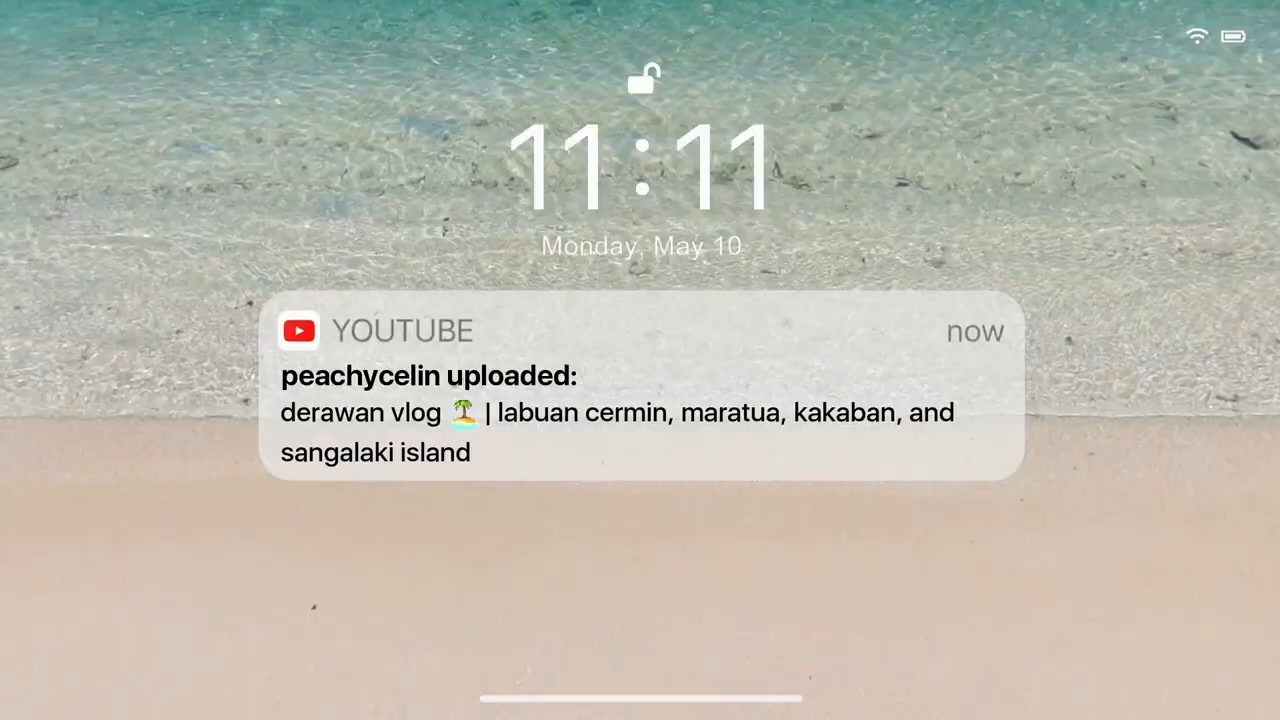 11:11
Monday, May 10
YOUTUBE now
peachycelin uploaded:
derawan vlog 🏝️ | labuan cermin, maratua, kakaban, and
sangalaki island